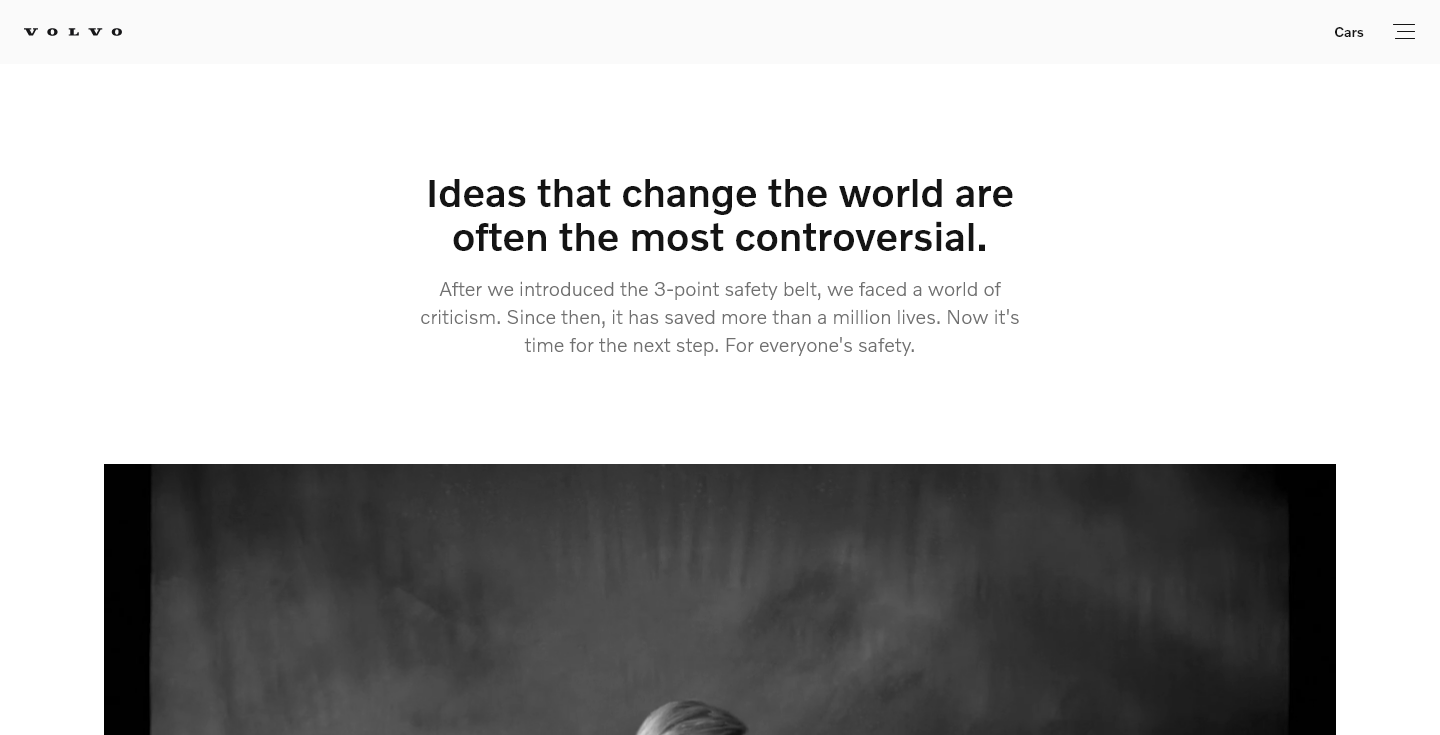 VOLVO
Cars
Ideas that change the world are
often the most controversial.
After we introduced the 3-point safety belt, we faced a world of
criticism. Since then, it has saved more than a million lives. Now it's
time for the next step. For everyone's safety.